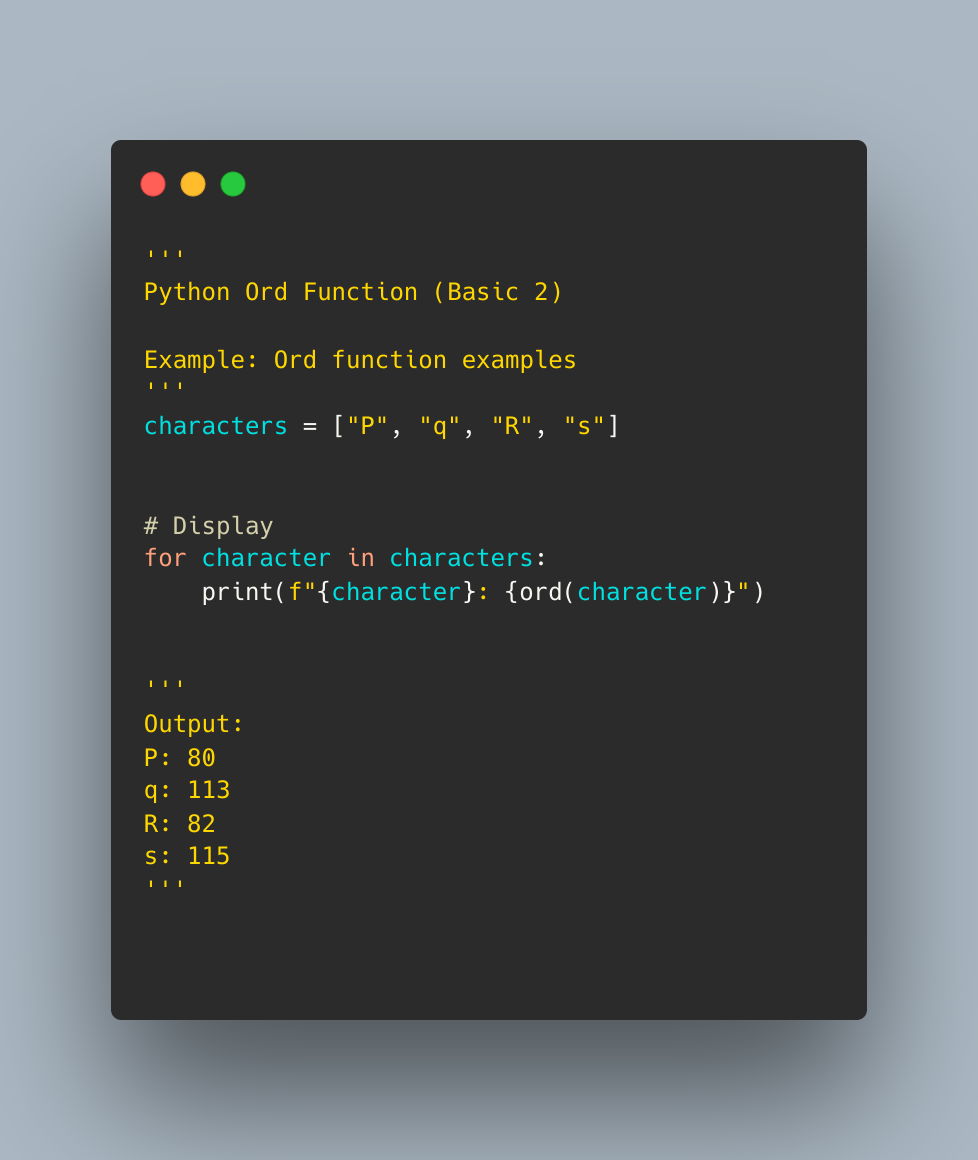 '''
Python Ord Function (Basic 2)
Example: Ord function examples
'''
characters = ["P", "q", "R", "s"]
# Display
for character in characters:
    print(f"{character}: {ord(character)}")
'''
Output:
P: 80
q: 113
R: 82
s: 115
'''